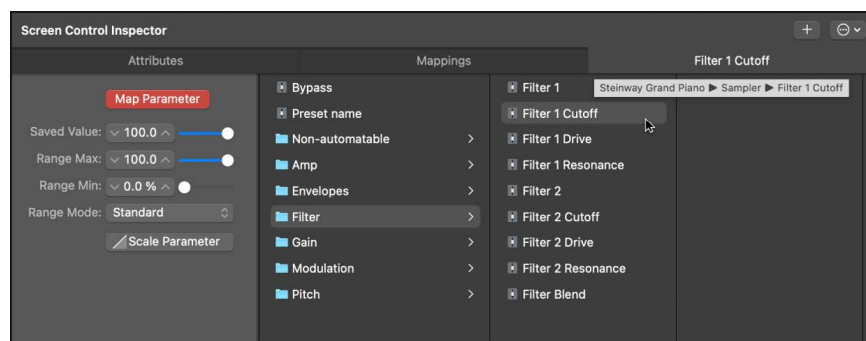 Screen Control Inspector
Attributes
Mappings
Filter 1 Cutoff
Map Parameter
Saved Value: 100.0
Range Max: 100.0
Range Min: 0.0 %
Range Mode: Standard
Scale Parameter
Bypass
Preset name
Non-automatable
Amp
Envelopes
Filter
Gain
Modulation
Pitch
Filter 1
Filter 1 Cutoff
Filter 1 Drive
Filter 1 Resonance
Filter 2
Filter 2 Cutoff
Filter 2 Drive
Filter 2 Resonance
Filter Blend
Steinway Grand Piano ▶ Sampler ▶ Filter 1 Cutoff